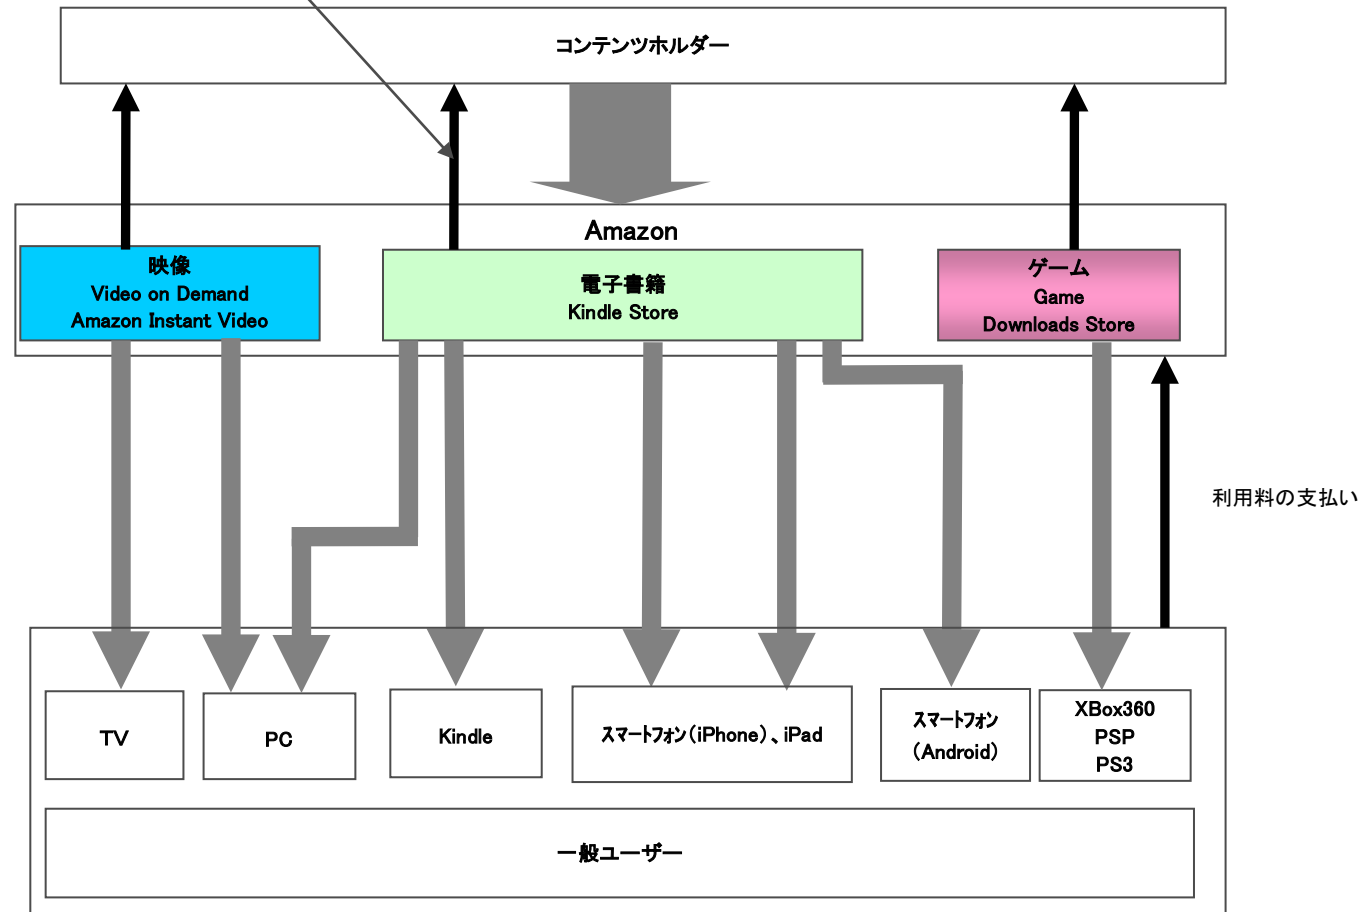 コンテンツホルダー
Amazon
映像
Video on Demand
Amazon Instant Video
電子書籍
Kindle Store
ゲーム
Game
Downloads Store
利用料の支払い
TV
PC
Kindle
スマートフォン(iPhone)、iPad
スマートフォン
(Android)
XBox360
PSP
PS3
一般ユーザー